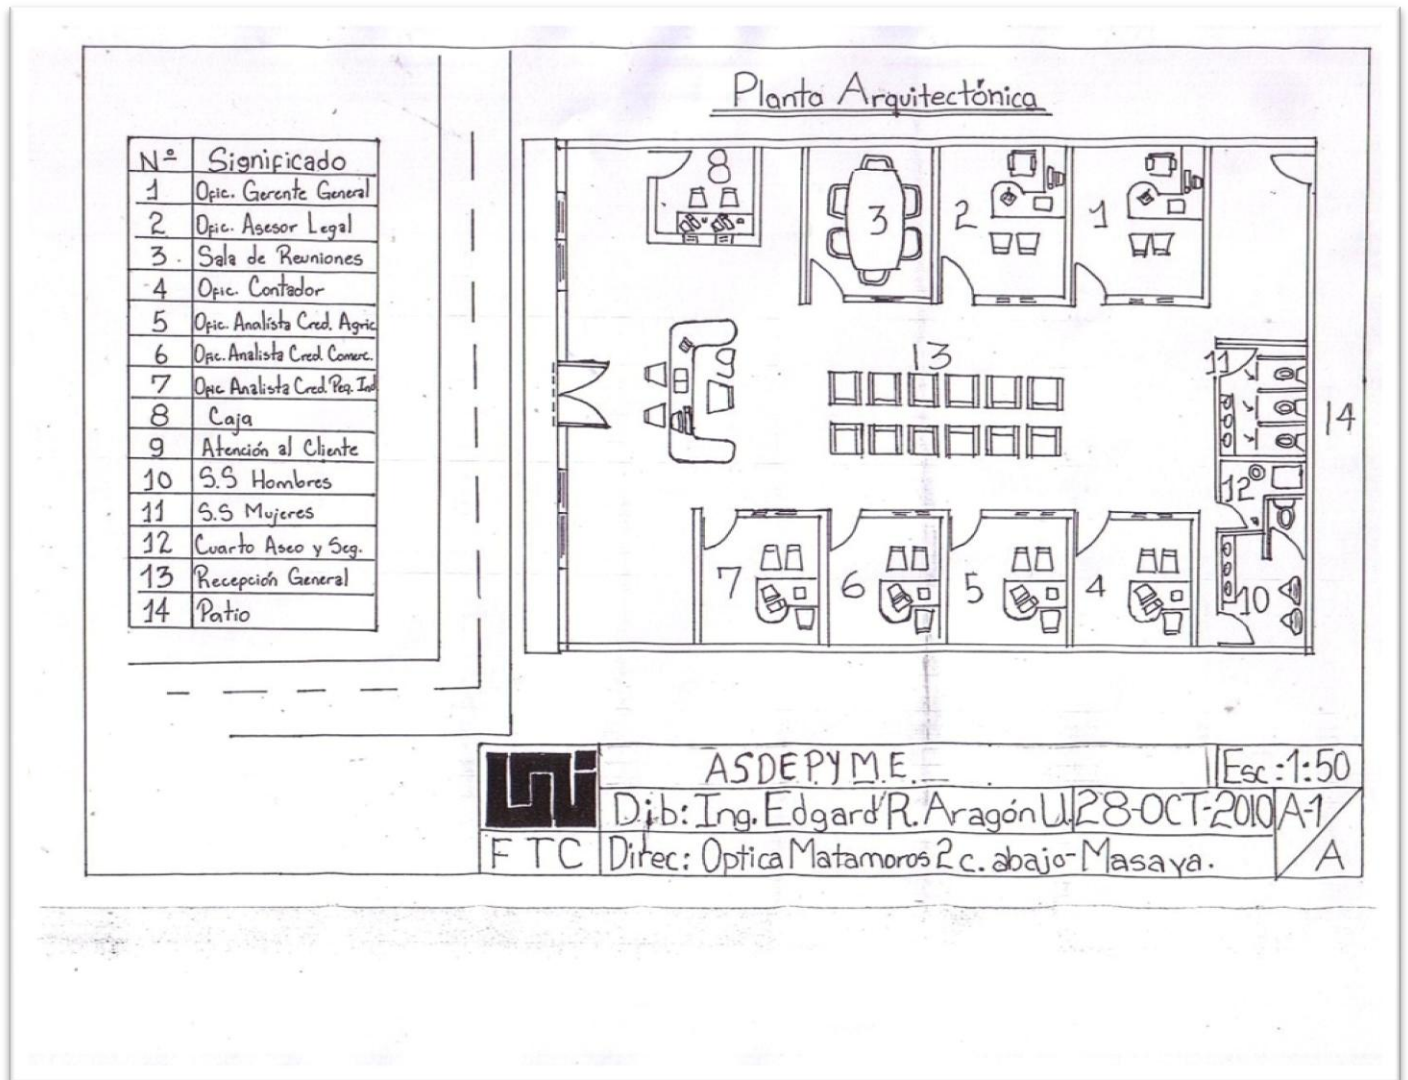 Planta Arquitectónica
Nº Significado
1 Ofic. Gerente General
2 Ofic. Asesor Legal
3 Sala de Reuniones
4 Ofic. Contador
5 Ofic. Analísta Cred. Agric
6 Ofic. Analista Cred. Comerc.
7 Ofic Analista Cred. Peq. Ind
8 Caja
9 Atención al Cliente
10 S.S Hombres
11 S.S Mujeres
12 Cuarto Aseo y Seg.
13 Recepción General
14 Patio
8
3
2
1
13
11
14
12
7
6
5
4
10
uni
ASDEPYM.E.
Esc:1:50
Dib: Ing. Edgard R. Aragón U.
28-OCT-2010
A-1/A
FTC
Direc: Optica Matamoros 2 c. abajo- Masaya.